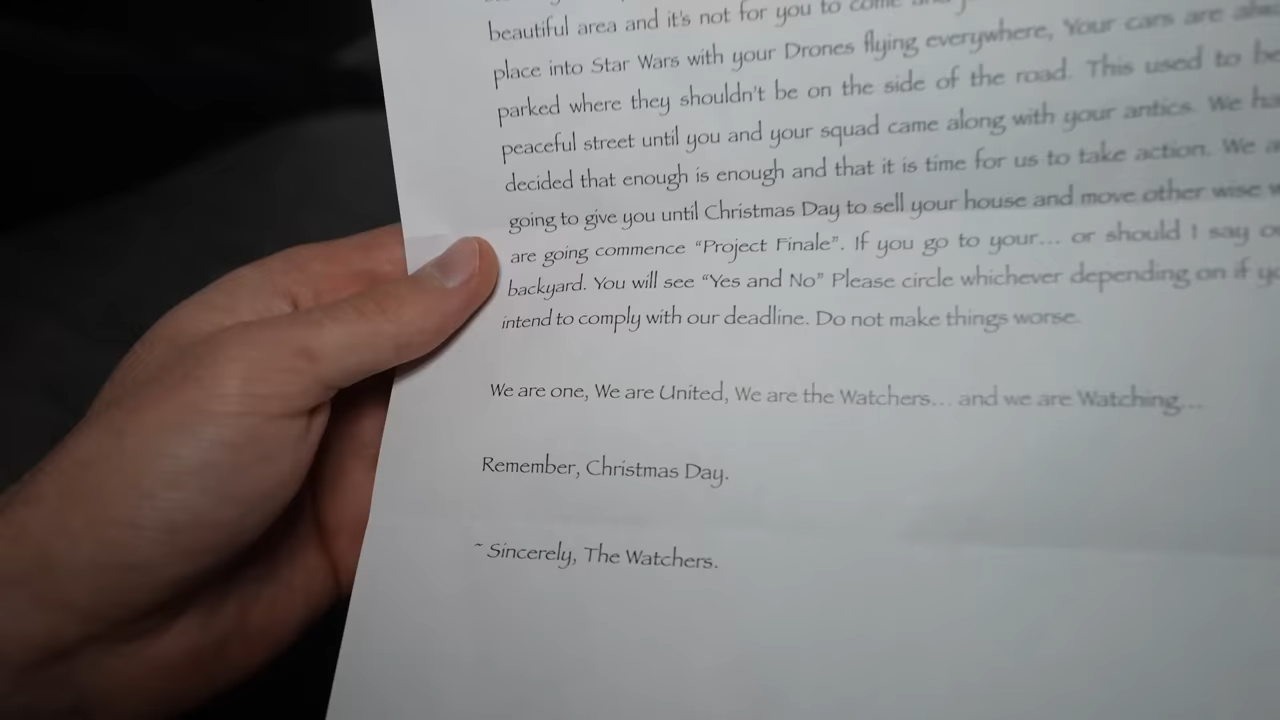 beautiful area and it's not for you to come
place into Star Wars with your Drones flying everywhere, Your cars are
parked where they shouldn't be on the side of the road. This used to be
peaceful street until you and your squad came along with your antics. We
decided that enough is enough and that it is time for us to take action. We
going to give you until Christmas Day to sell your house and move other wise
are going commence “Project Finale”. If you go to your... or should I say
backyard. You will see “Yes and No” Please circle whichever depending on if
intend to comply with our deadline. Do not make things worse.
We are one, We are United, We are the Watchers... and we are Watching...
Remember, Christmas Day.
~ Sincerely, The Watchers.